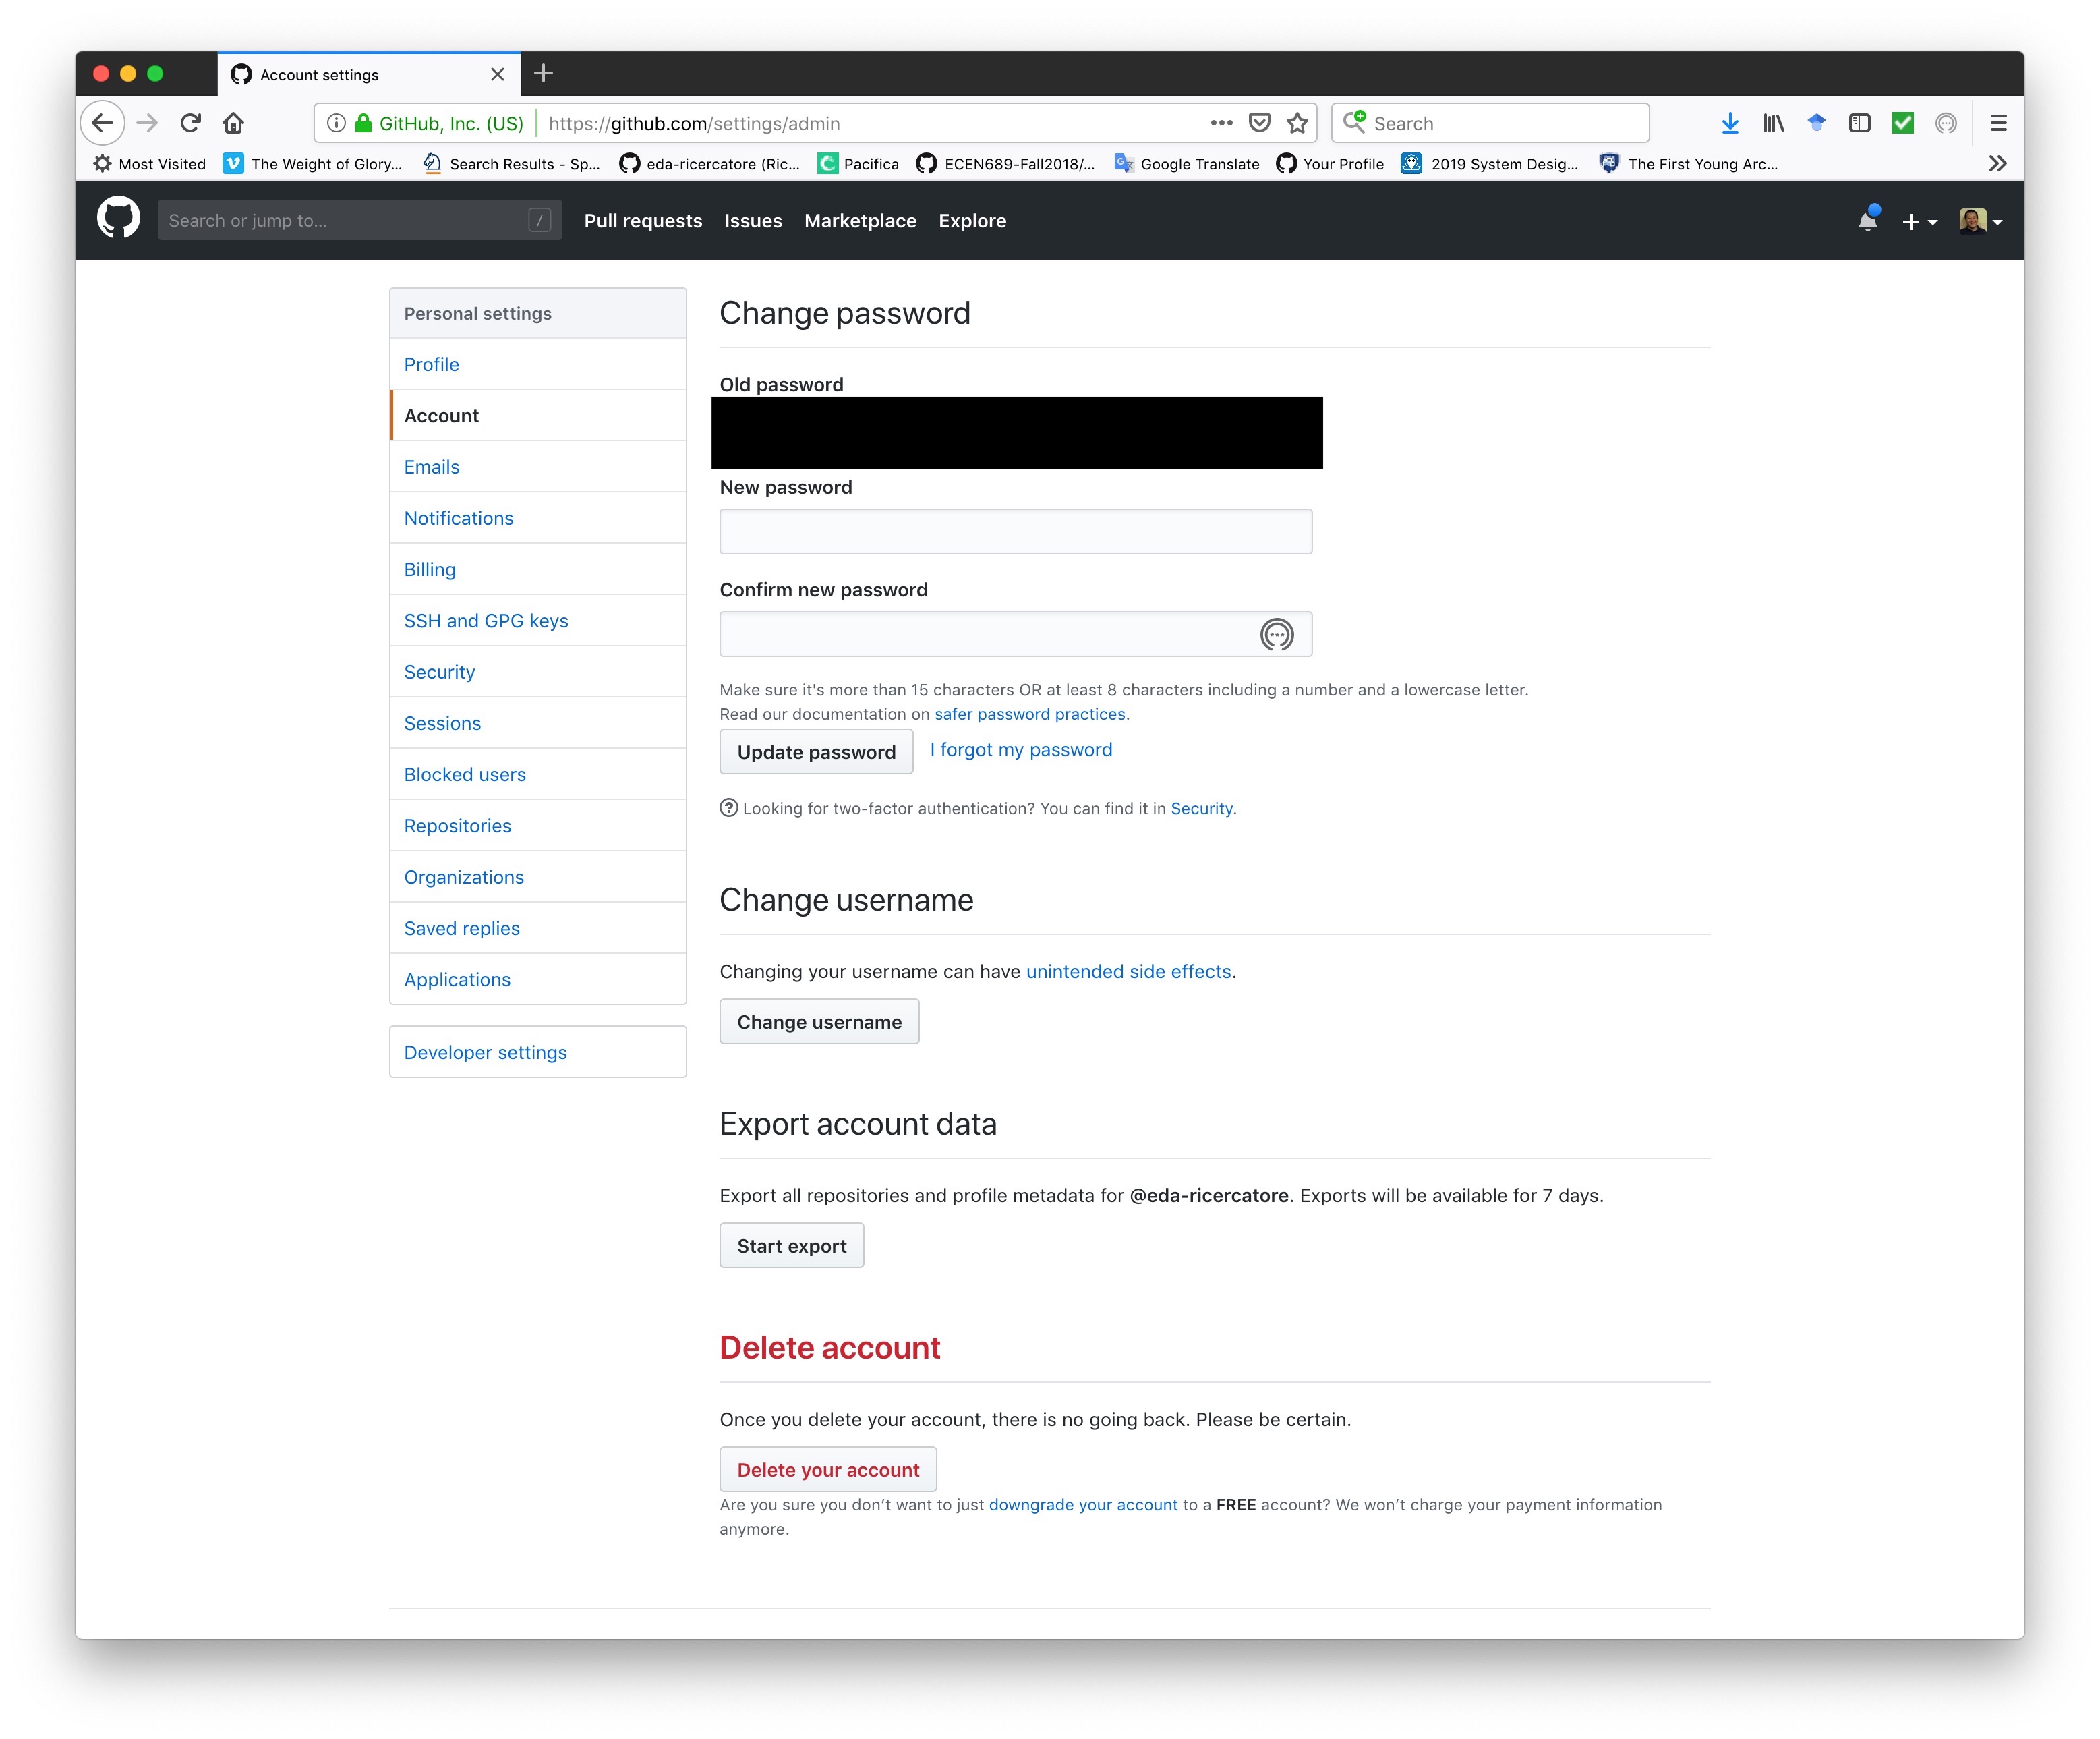 Account settings
GitHub, Inc. (US) https://github.com/settings/admin ••• Search
Most Visited The Weight of Glory... Search Results - Sp... eda-ricercatore (Ric... Pacifica ECEN689-Fall2018/... Google Translate Your Profile 2019 System Desig... The First Young Arc...
Search or jump to... / Pull requests Issues Marketplace Explore
Personal settings
Profile
Account
Emails
Notifications
Billing
SSH and GPG keys
Security
Sessions
Blocked users
Repositories
Organizations
Saved replies
Applications
Developer settings
Change password
Old password
New password
Confirm new password
Make sure it's more than 15 characters OR at least 8 characters including a number and a lowercase letter.
Read our documentation on safer password practices.
Update password I forgot my password
Looking for two-factor authentication? You can find it in Security.
Change username
Changing your username can have unintended side effects.
Change username
Export account data
Export all repositories and profile metadata for @eda-ricercatore. Exports will be available for 7 days.
Start export
Delete account
Once you delete your account, there is no going back. Please be certain.
Delete your account
Are you sure you don’t want to just downgrade your account to a FREE account? We won’t charge your payment information
anymore.